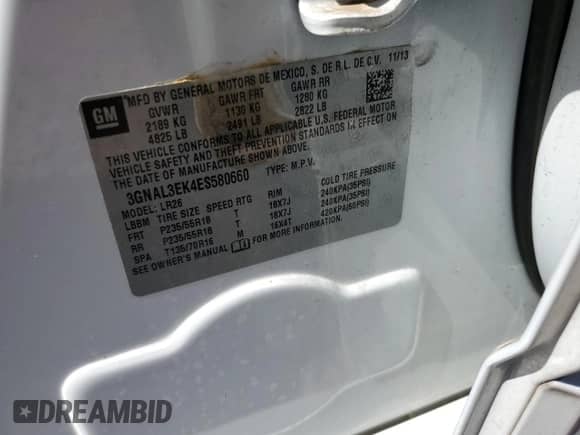 GM
MFD BY GENERAL MOTORS DE MEXICO, S. DE R.L. DE C.V. 11/13
GVWR GAWR FRT GAWR RR
2189 KG 1130 KG 1280 KG
4825 LB 2491 LB 2822 LB
THIS VEHICLE CONFORMS TO ALL APPLICABLE U.S. FEDERAL MOTOR
VEHICLE SAFETY AND THEFT PREVENTION STANDARDS IN EFFECT ON
THE DATE OF MANUFACTURE SHOWN ABOVE.
3GNAL3EK4ES580660 TYPE: M.P.V.
MODEL: LR26
LBBM TIRE SIZE SPEED RTG RIM COLD TIRE PRESSURE
FRT P235/55R18 T 18X7J 240KPA(35PSI)
RR P235/55R18 T 18X7J 240KPA(35PSI)
SPA T135/70R16 M 16X4T 420KPA(60PSI)
SEE OWNER'S MANUAL FOR MORE INFORMATION.
DREAMBID